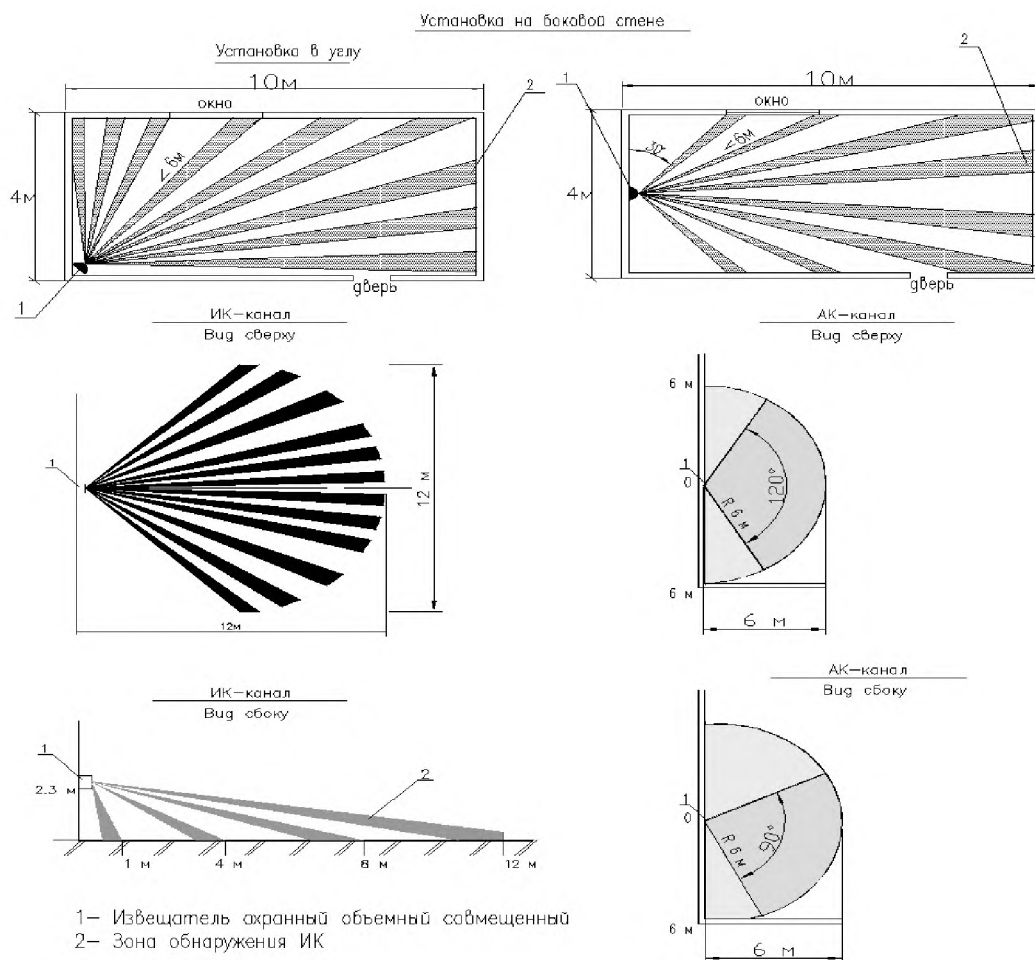 Установка на боковой стене
Установка в углу
1
2
10м
окно
4м
< 6м
дверь
1
2
10м
окно
30°
< 6м
4м
дверь
ИК-канал
Вид сверху
1
12 м
12м
АК-канал
Вид сверху
6 м
1
0
120°
R 6 м
6 м
6 м
ИК-канал
Вид сбоку
1
2
2.3 м
1 м
4 м
8 м
12 м
АК-канал
Вид сбоку
1
0
90°
R 6 м
6 м
6 м
1- Извещатель охранный объемный совмещенный
2- Зона обнаружения ИК